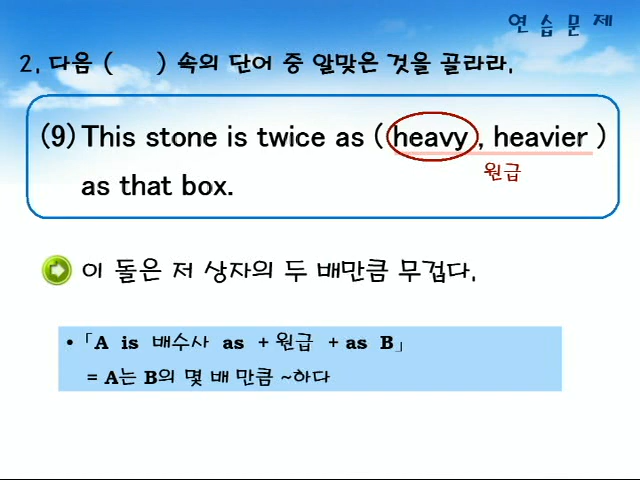 연습문제
2. 다음 (    ) 속의 단어 중 알맞은 것을 골라라.
(9) This stone is twice as ( heavy , heavier )
원급
as that box.
이 돌은 저 상자의 두 배만큼 무겁다.
• 「A is 배수사 as + 원급 + as B」
= A는 B의 몇 배 만큼 ~하다